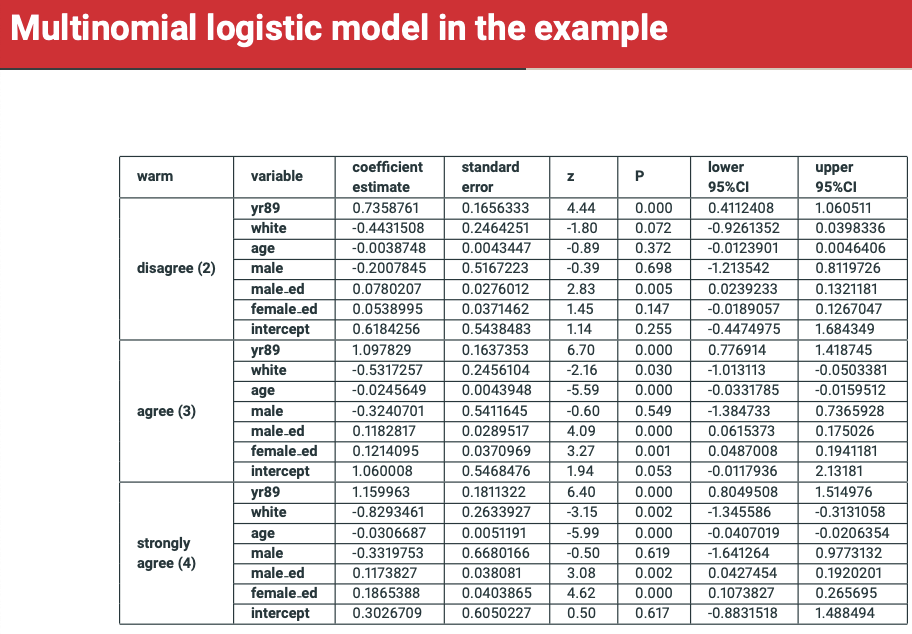 Multinomial logistic model in the example
warm variable coefficient estimate standard error z P lower 95%CI upper 95%CI
disagree (2)
yr89 0.7358761 0.1656333 4.44 0.000 0.4112408 1.060511
white -0.4431508 0.2464251 -1.80 0.072 -0.9261352 0.0398336
age -0.0038748 0.0043447 -0.89 0.372 -0.0123901 0.0046406
male -0.2007845 0.5167223 -0.39 0.698 -1.213542 0.8119726
male_ed 0.0780207 0.0276012 2.83 0.005 0.0239233 0.1321181
female_ed 0.0538995 0.0371462 1.45 0.147 -0.0189057 0.1267047
intercept 0.6184256 0.5438483 1.14 0.255 -0.4474975 1.684349
agree (3)
yr89 1.097829 0.1637353 6.70 0.000 0.776914 1.418745
white -0.5317257 0.2456104 -2.16 0.030 -1.013113 -0.0503381
age -0.0245649 0.0043948 -5.59 0.000 -0.0331785 -0.0159512
male -0.3240701 0.5411645 -0.60 0.549 -1.384733 0.7365928
male_ed 0.1182817 0.0289517 4.09 0.000 0.0615373 0.175026
female_ed 0.1214095 0.0370969 3.27 0.001 0.0487008 0.1941181
intercept 1.060008 0.5468476 1.94 0.053 -0.0117936 2.13181
strongly agree (4)
yr89 1.159963 0.1811322 6.40 0.000 0.8049508 1.514976
white -0.8293461 0.2633927 -3.15 0.002 -1.345586 -0.3131058
age -0.0306687 0.0051191 -5.99 0.000 -0.0407019 -0.0206354
male -0.3319753 0.6680166 -0.50 0.619 -1.641264 0.9773132
male_ed 0.1173827 0.038081 3.08 0.002 0.0427454 0.1920201
female_ed 0.1865388 0.0403865 4.62 0.000 0.1073827 0.265695
intercept 0.3026709 0.6050227 0.50 0.617 -0.8831518 1.488494